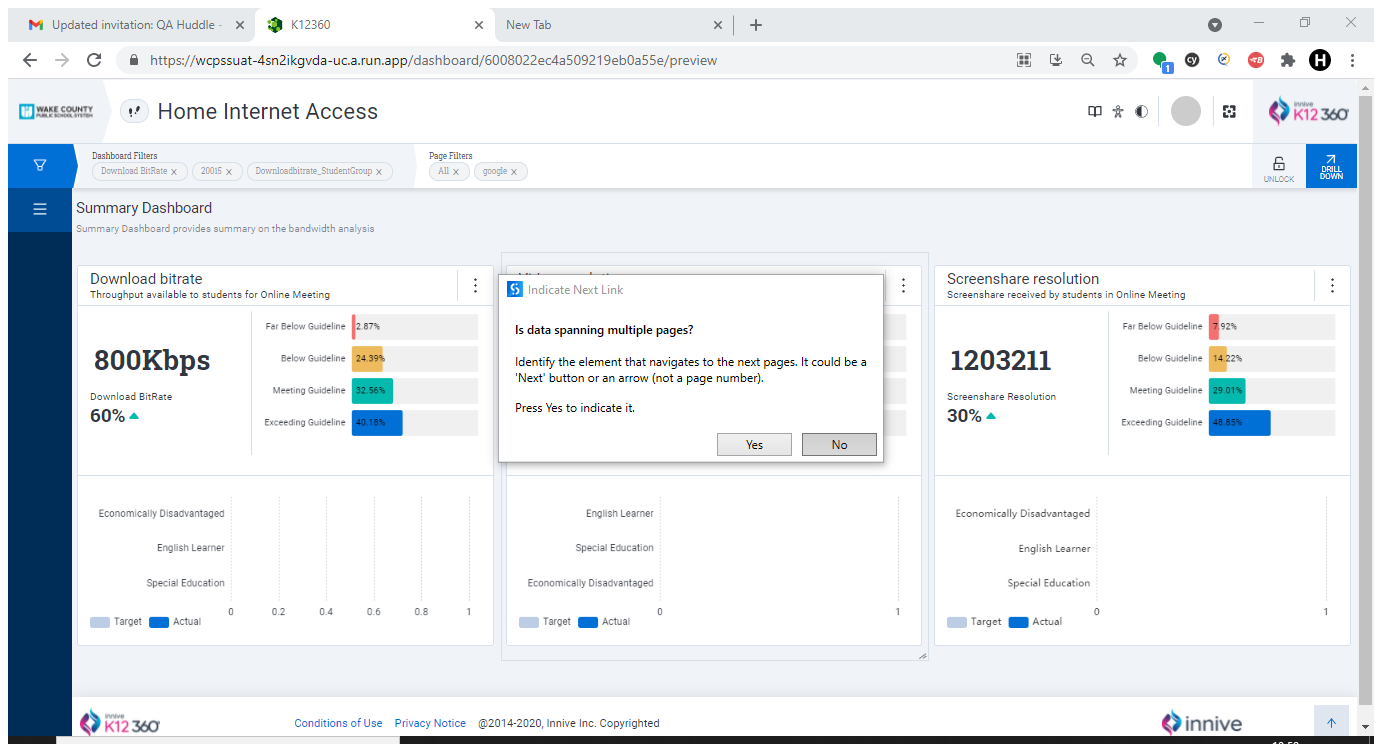 Updated invitation: QA Huddle -
K12360
New Tab
https://wcpssuat-4sn2ikgvda-uc.a.run.app/dashboard/6008022ec4a509219eb0a55e/preview
1
cy
H
WAKE COUNTY
PUBLIC SCHOOL SYSTEM
Home Internet Access
innive
K12 360°
Dashboard Filters
Download BitRate x
20015 x
Downloadbitrate_StudentGroup x
Page Filters
All x
google x
UNLOCK
DRILL
DOWN
Summary Dashboard
Summary Dashboard provides summary on the bandwidth analysis
Download bitrate
Throughput available to students for Online Meeting
800Kbps
Download BitRate
60%
Far Below Guideline 2.87%
Below Guideline 24.39%
Meeting Guideline 32.56%
Exceeding Guideline 40.18%
Economically Disadvantaged
English Learner
Special Education
0 0.2 0.4 0.6 0.8 1
Target Actual
Indicate Next Link
Is data spanning multiple pages?
Identify the element that navigates to the next pages. It could be a
'Next' button or an arrow (not a page number).
Press Yes to indicate it.
Yes
No
English Learner
Special Education
Economically Disadvantaged
0 1
Target Actual
Screenshare resolution
Screenshare received by students in Online Meeting
1203211
Screenshare Resolution
30%
Far Below Guideline 7.92%
Below Guideline 14.22%
Meeting Guideline 29.01%
Exceeding Guideline 48.85%
Economically Disadvantaged
English Learner
Special Education
0 1
Target Actual
innive
K12 360°
Conditions of Use
Privacy Notice
@2014-2020, Innive Inc. Copyrighted
innive